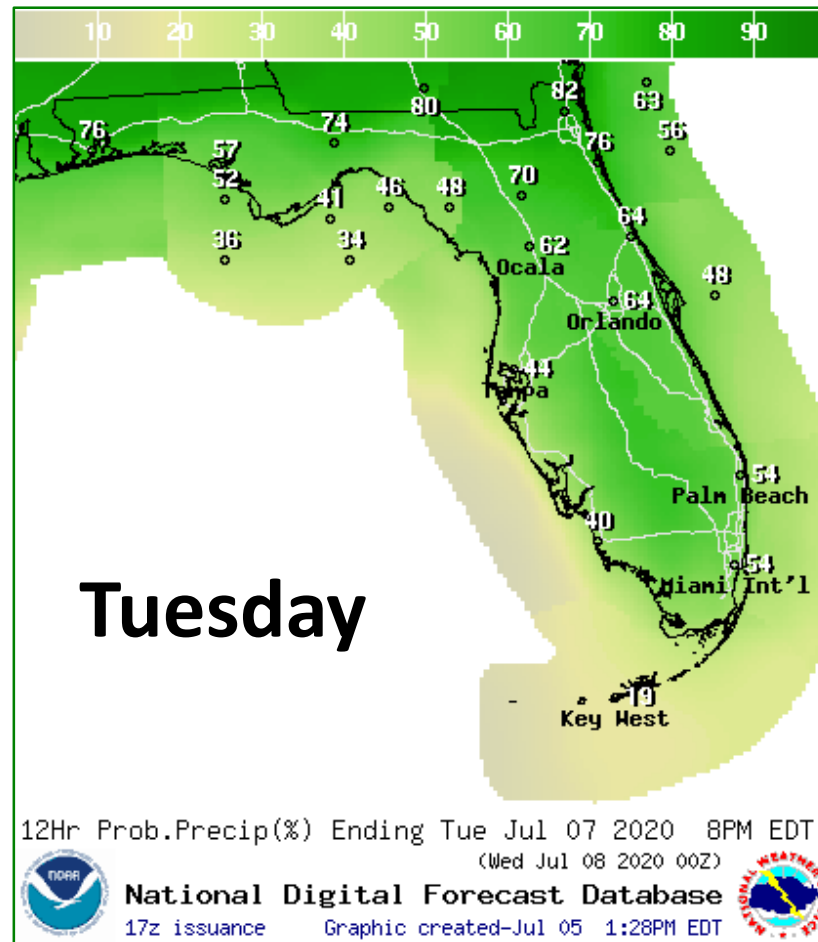 10 20 30 40 50 60 70 80 90
82
63
80
76
74
76
56
57
52
70
41
46
48
64
36
34
62
Ocala
48
64
Orlando
44
Tampa
54
Palm Beach
40
54
Miami Int'l
Tuesday
19
Key West
12Hr Prob.Precip(%) Ending Tue Jul 07 2020 8PM EDT
(Wed Jul 08 2020 00Z)
NOAA
National Digital Forecast Database
17z issuance Graphic created-Jul 05 1:28PM EDT